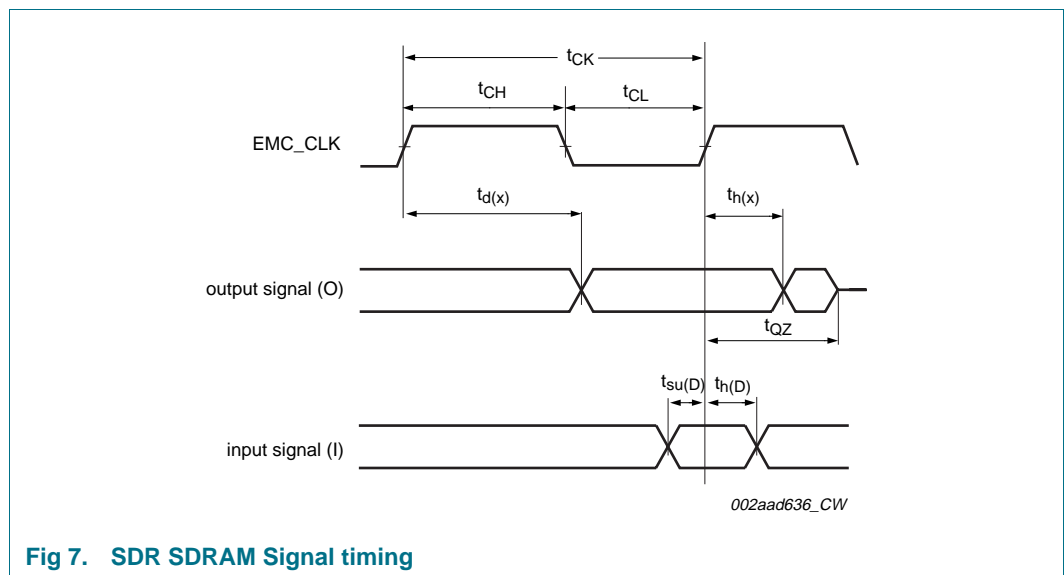 tCK
tCH
tCL
EMC_CLK
td(x)
th(x)
output signal (O)
tQZ
tsu(D)
th(D)
input signal (I)
002aad636_CW
Fig 7. SDR SDRAM Signal timing